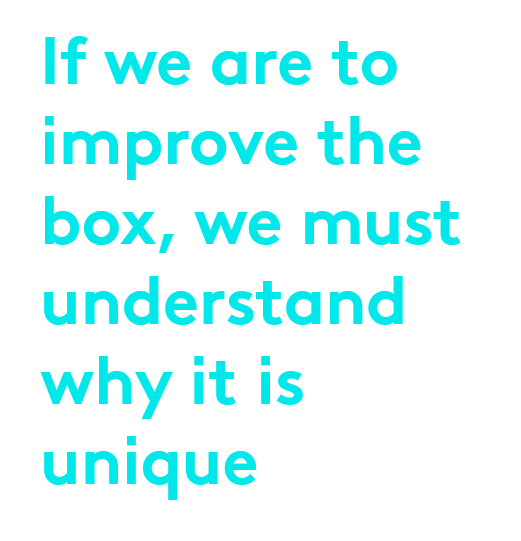 If we are to
improve the
box, we must
understand
why it is
unique